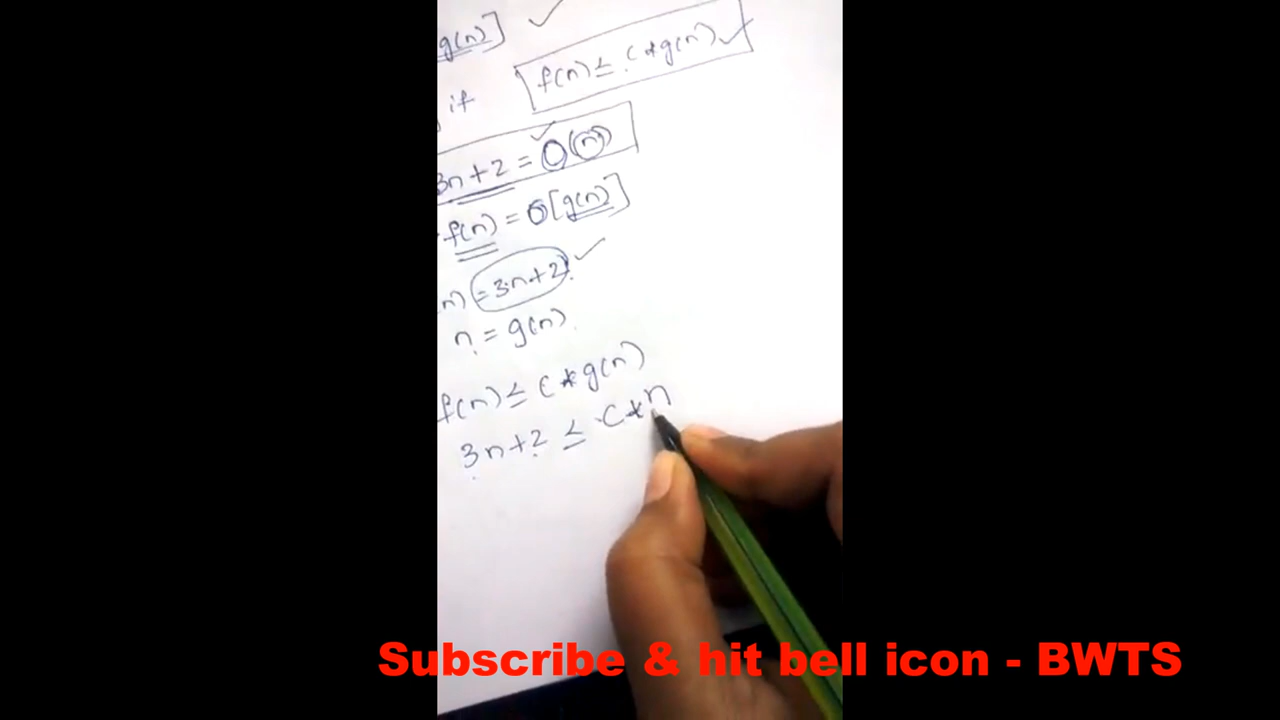 g(n)] ✓
if f(n) ≤ c*g(n) ✓
3n+2 = O(n)
f(n) = O[g(n)]
n) = 3n+2 ✓
n = g(n)
f(n) ≤ c*g(n)
3n+2 ≤ c*n
Subscribe & hit bell icon - BWTS